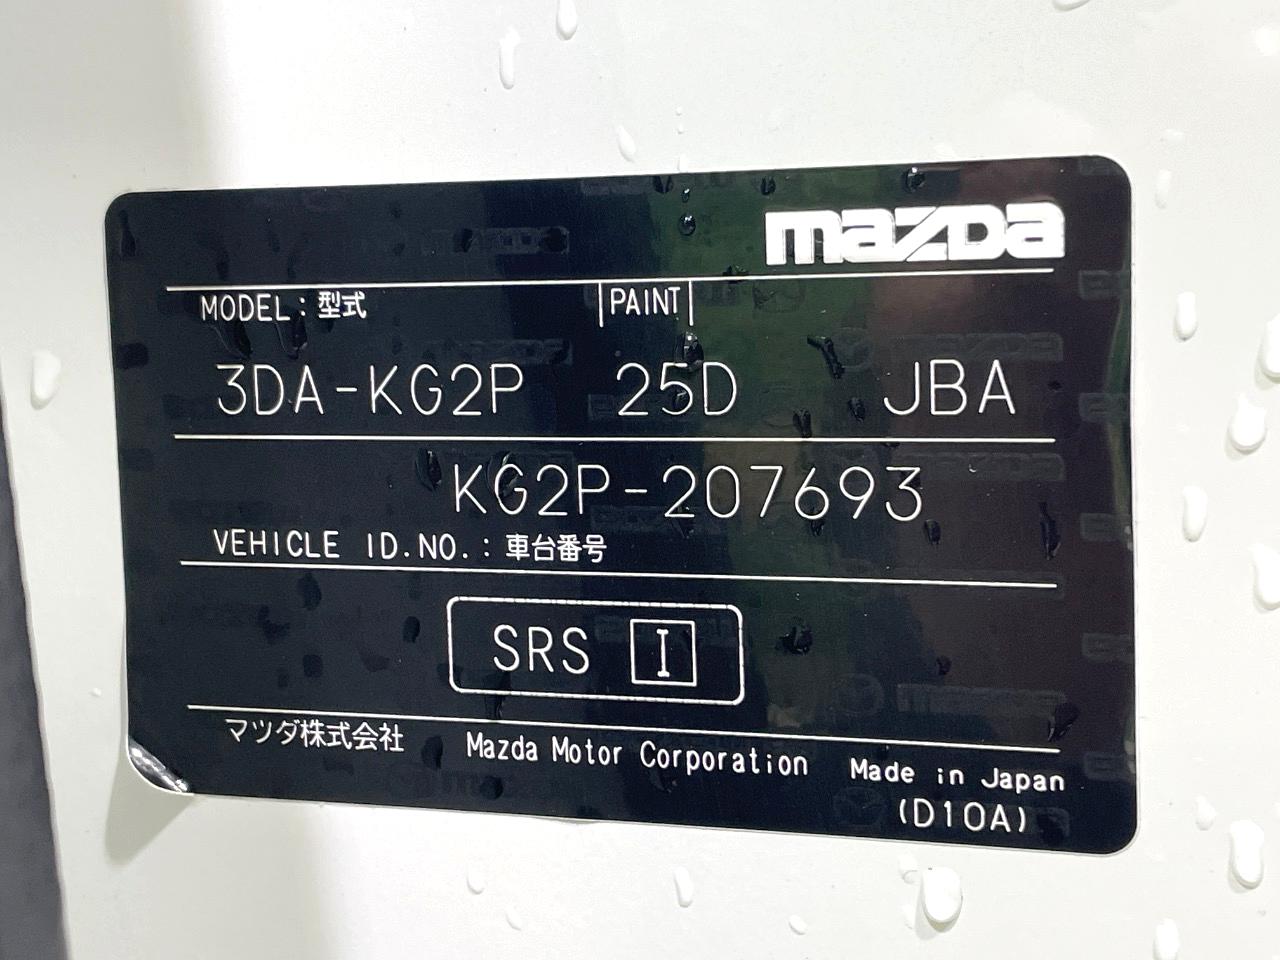 mazda
MODEL：型式 PAINT
3DA-KG2P 25D JBA
KG2P-207693
VEHICLE ID.NO.：車台番号
SRS I
マツダ株式会社 Mazda Motor Corporation Made in Japan
(D10A)